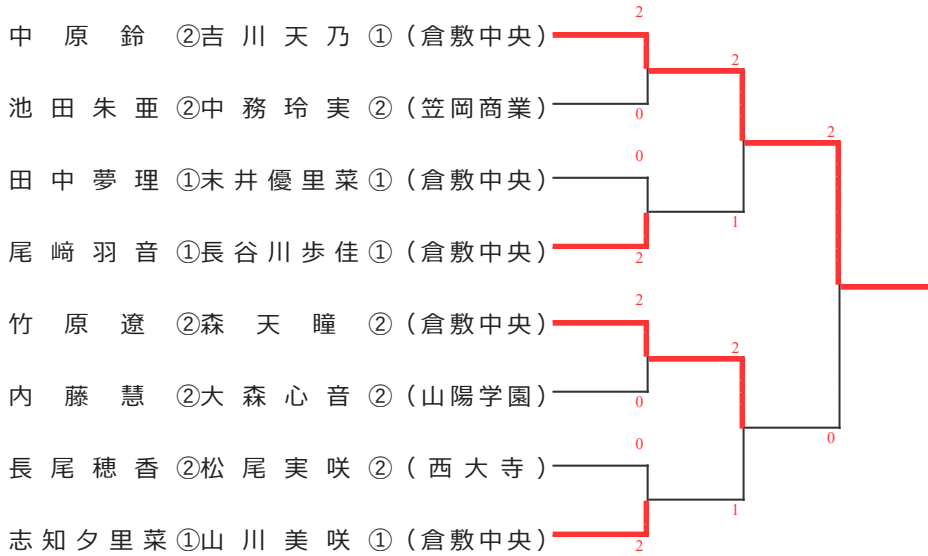 2
中原鈴②吉川天乃①(倉敷中央)
2
池田朱亜②中務玲実②(笠岡商業)
0
2
田中夢理①末井優里菜①(倉敷中央)
0
1
尾﨑羽音①長谷川歩佳①(倉敷中央)
2
竹原遼②森天瞳②(倉敷中央)
2
2
内藤慧②大森心音②(山陽学園)
0
0
長尾穂香②松尾実咲②(西大寺)
0
1
志知夕里菜①山川美咲①(倉敷中央)
2